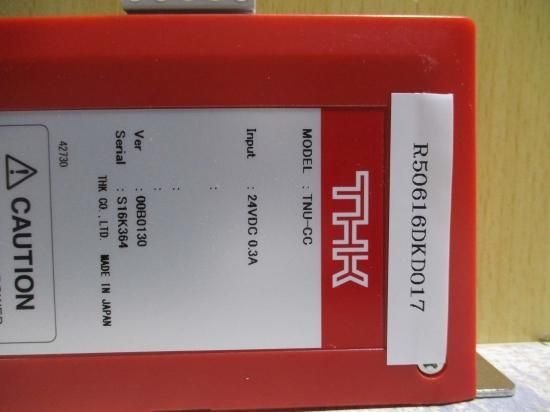 R50616DKD017
THK
MODEL : TNU-CC
Input : 24VDC 0.3A
:
:
Ver : 00B0130
Serial : S16K364
THK CO.,LTD. MADE IN JAPAN
42730
⚠ CAUTION